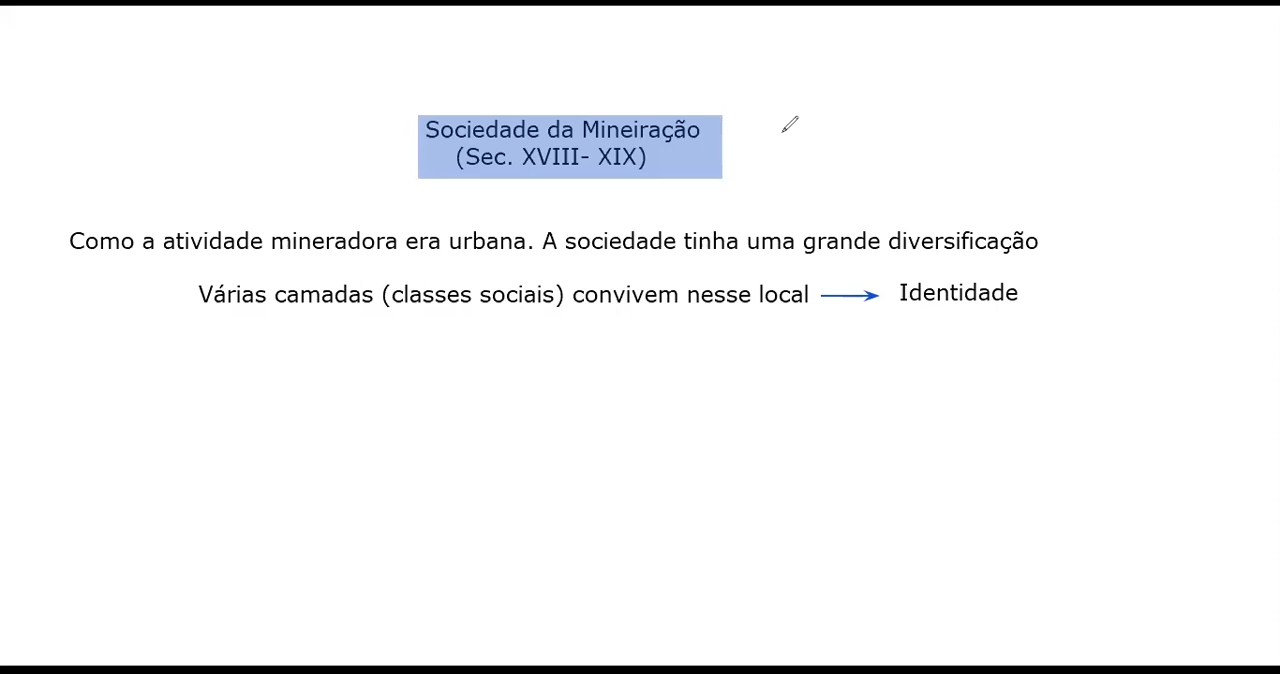 Sociedade da Mineiração
(Sec. XVIII- XIX)
Como a atividade mineradora era urbana. A sociedade tinha uma grande diversificação
Várias camadas (classes sociais) convivem nesse local Identidade